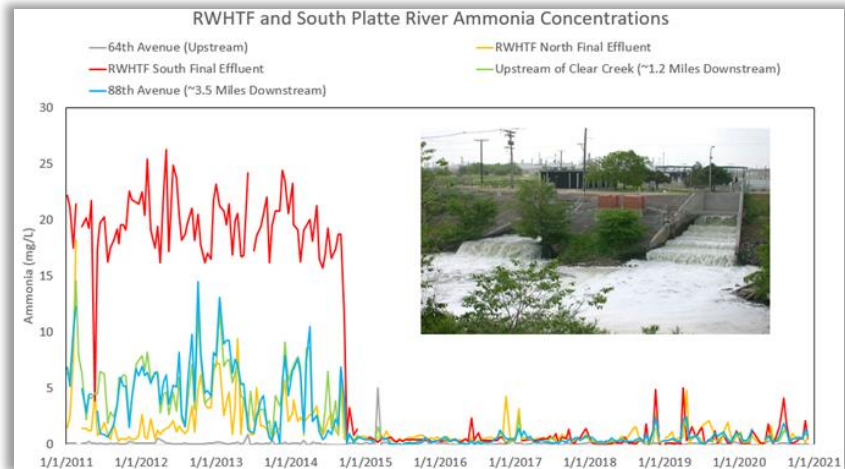 RWHTF and South Platte River Ammonia Concentrations
64th Avenue (Upstream)
RWHTF North Final Effluent
RWHTF South Final Effluent
Upstream of Clear Creek (~1.2 Miles Downstream)
88th Avenue (~3.5 Miles Downstream)
Ammonia (mg/L)
30
25
20
15
10
5
0
1/1/2011 1/1/2012 1/1/2013 1/1/2014 1/1/2015 1/1/2016 1/1/2017 1/1/2018 1/1/2019 1/1/2020 1/1/2021